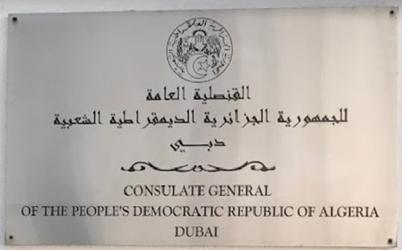 القنصلية العامة
للجمهورية الجزائرية الديمقراطية الشعبية
دبي
CONSULATE GENERAL
OF THE PEOPLE'S DEMOCRATIC REPUBLIC OF ALGERIA
DUBAI